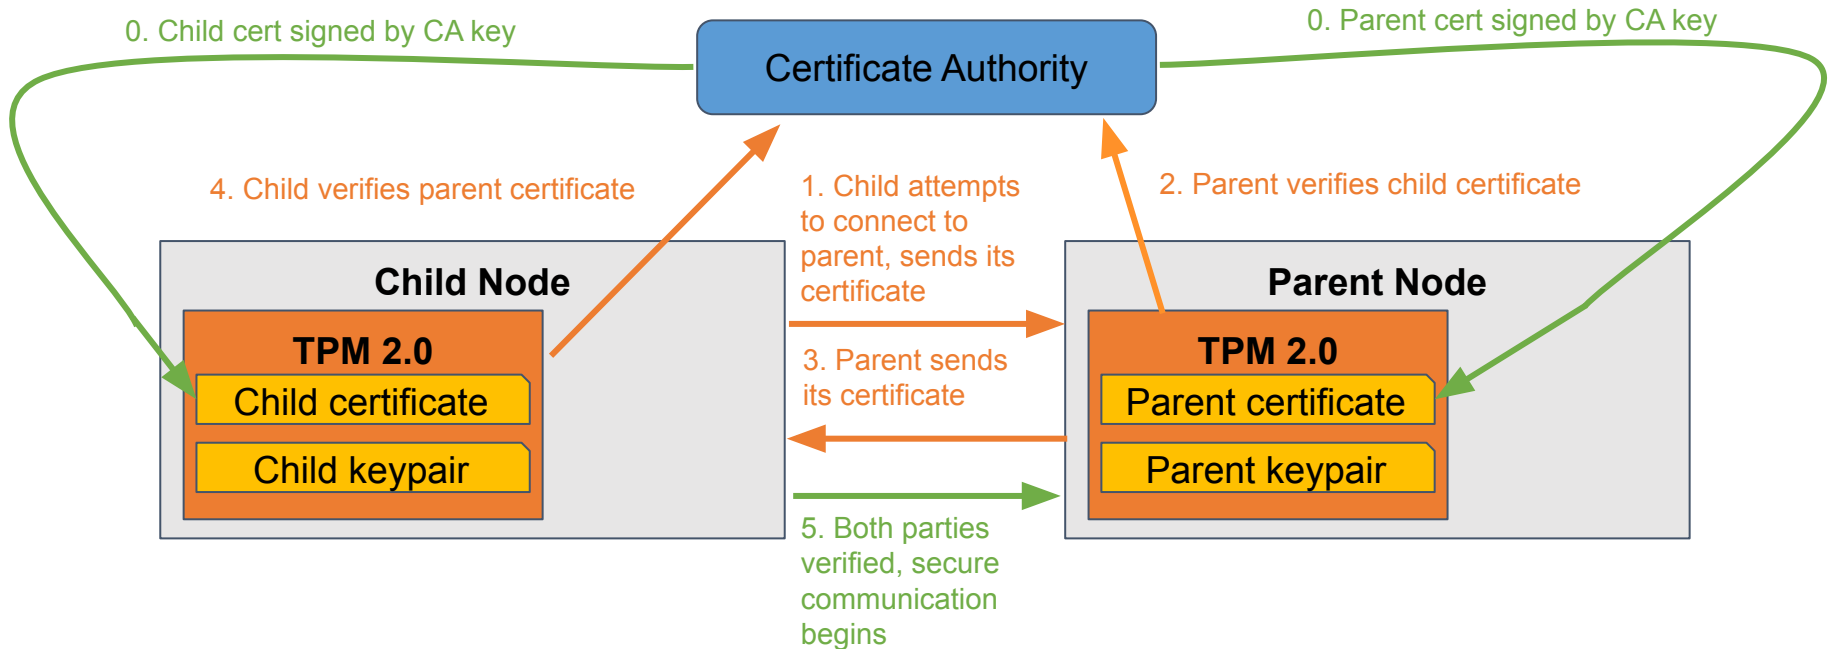 0. Child cert signed by CA key
0. Parent cert signed by CA key
Certificate Authority
4. Child verifies parent certificate
1. Child attempts
to connect to
parent, sends its
certificate
2. Parent verifies child certificate
Child Node
Parent Node
TPM 2.0
Child certificate
Child keypair
3. Parent sends
its certificate
TPM 2.0
Parent certificate
Parent keypair
5. Both parties
verified, secure
communication
begins